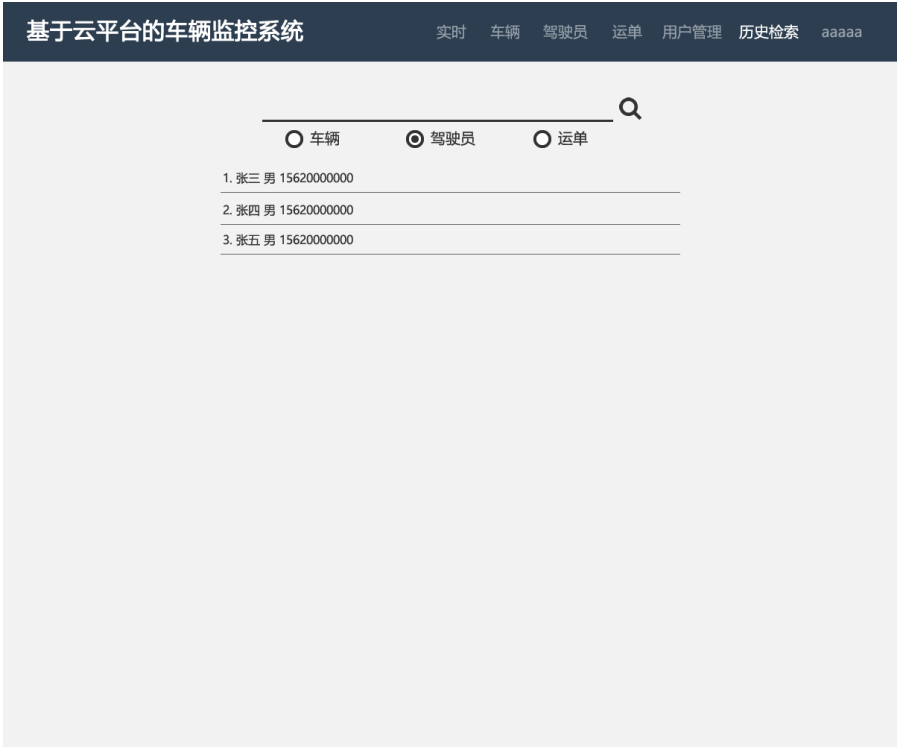 基于云平台的车辆监控系统 实时 车辆 驾驶员 运单 用户管理 历史检索 aaaaa
车辆 驾驶员 运单
1. 张三 男 15620000000
2. 张四 男 15620000000
3. 张五 男 15620000000